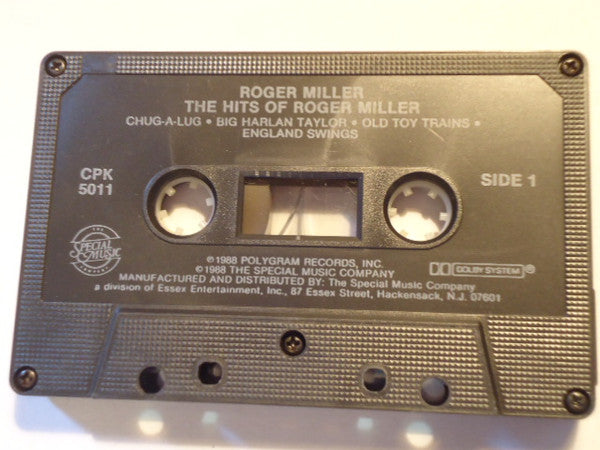 ROGER MILLER
THE HITS OF ROGER MILLER
CHUG-A-LUG • BIG HARLAN TAYLOR • OLD TOY TRAINS •
ENGLAND SWINGS
CPK
5011
SIDE 1
THE
SPECIAL MUSIC
COMPANY
℗1988 POLYGRAM RECORDS, INC.
©1988 THE SPECIAL MUSIC COMPANY
DOLBY SYSTEM®
MANUFACTURED AND DISTRIBUTED BY: The Special Music Company
a division of Essex Entertainment, Inc., 87 Essex Street, Hackensack, N.J. 07601